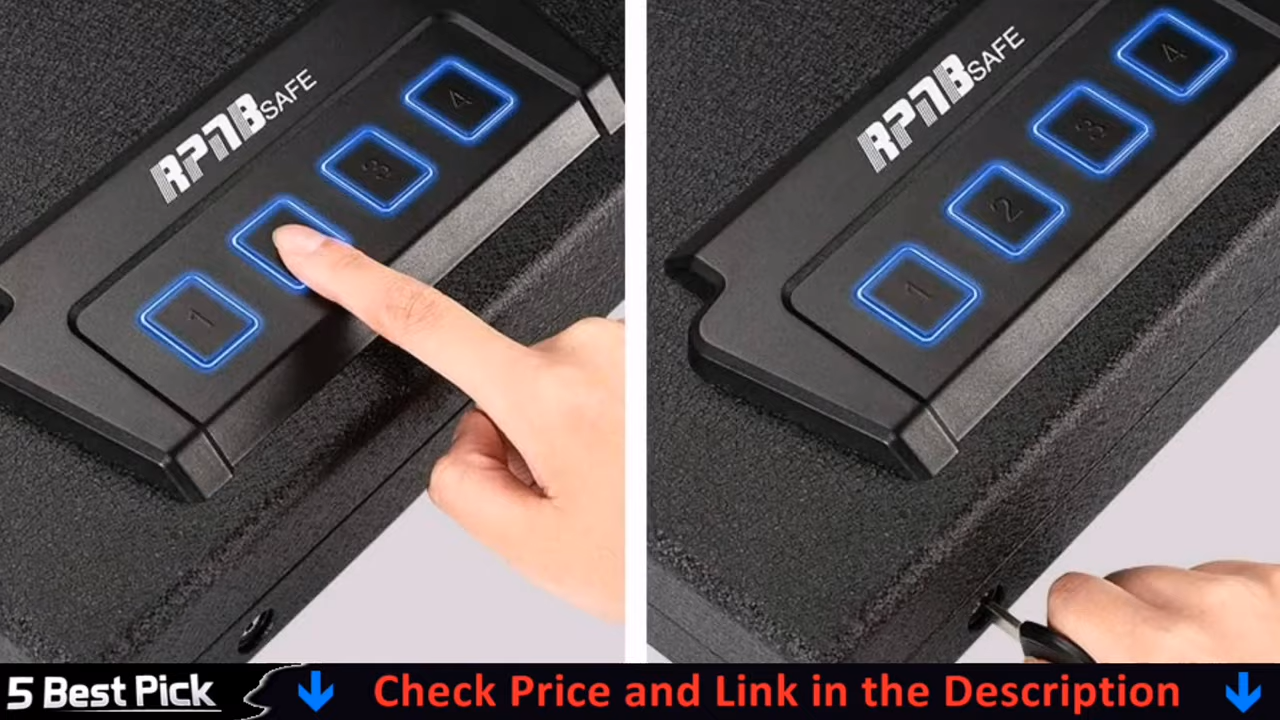 RPNB SAFE
1
3
4
RPNB SAFE
1
2
3
4
5 Best Pick
Check Price and Link in the Description